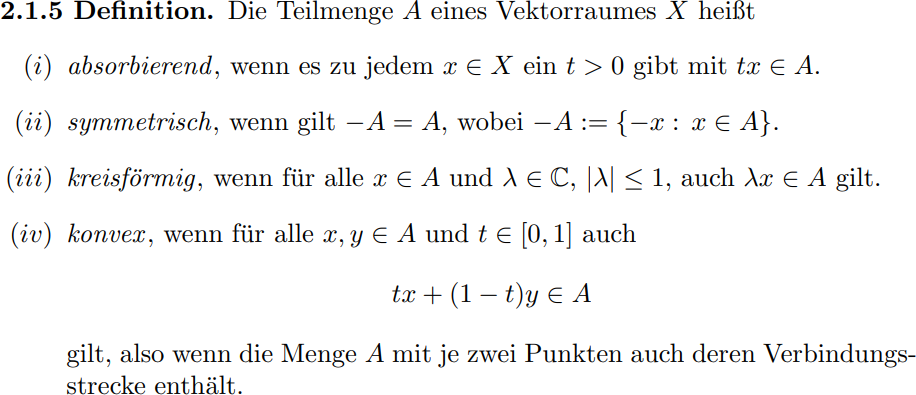 2.1.5 Definition. Die Teilmenge A eines Vektorraumes X heißt
(i) absorbierend, wenn es zu jedem x ∈ X ein t > 0 gibt mit tx ∈ A.
(ii) symmetrisch, wenn gilt −A = A, wobei −A := {−x : x ∈ A}.
(iii) kreisförmig, wenn für alle x ∈ A und λ ∈ ℂ, |λ| ≤ 1, auch λx ∈ A gilt.
(iv) konvex, wenn für alle x, y ∈ A und t ∈ [0, 1] auch
tx + (1 − t)y ∈ A
gilt, also wenn die Menge A mit je zwei Punkten auch deren Verbindungs-
strecke enthält.